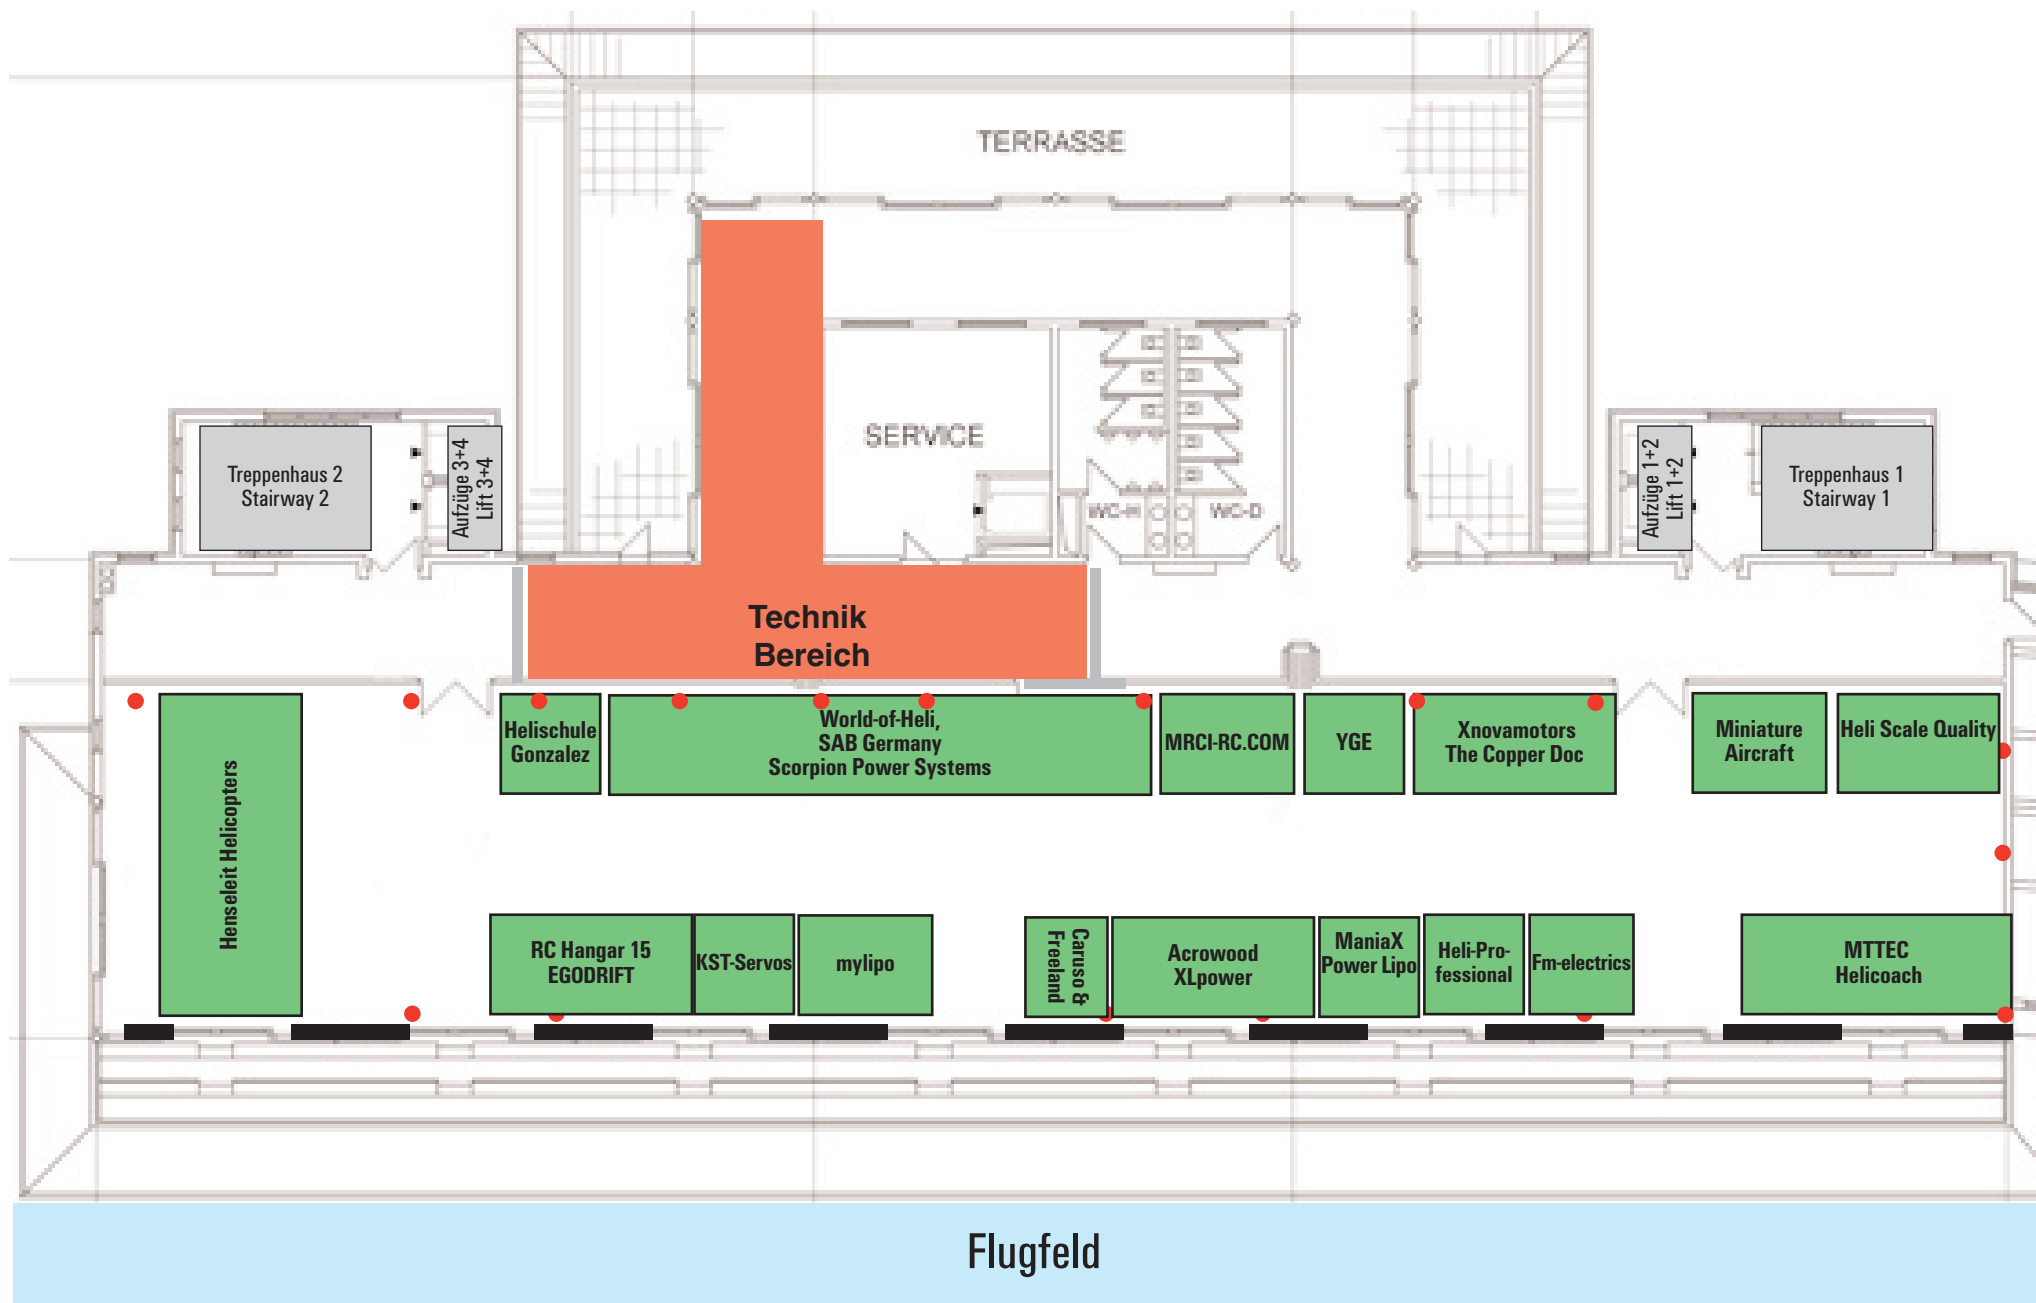 TERRASSE
SERVICE
WC-H
WC-D
Treppenhaus 2
Stairway 2
Aufzüge 3+4
Lift 3+4
Aufzüge 1+2
Lift 1+2
Treppenhaus 1
Stairway 1
Technik
Bereich
Henseleit Helicopters
Helischule
Gonzalez
World-of-Heli,
SAB Germany
Scorpion Power Systems
MRCI-RC.COM
YGE
Xnovamotors
The Copper Doc
Miniature
Aircraft
Heli Scale Quality
RC Hangar 15
EGODRIFT
KST-Servos
mylipo
Caruso &
Freeland
Acrowood
XLpower
ManiaX
Power Lipo
Heli-Pro-
fessional
Fm-electrics
MTTEC
Helicoach
Flugfeld